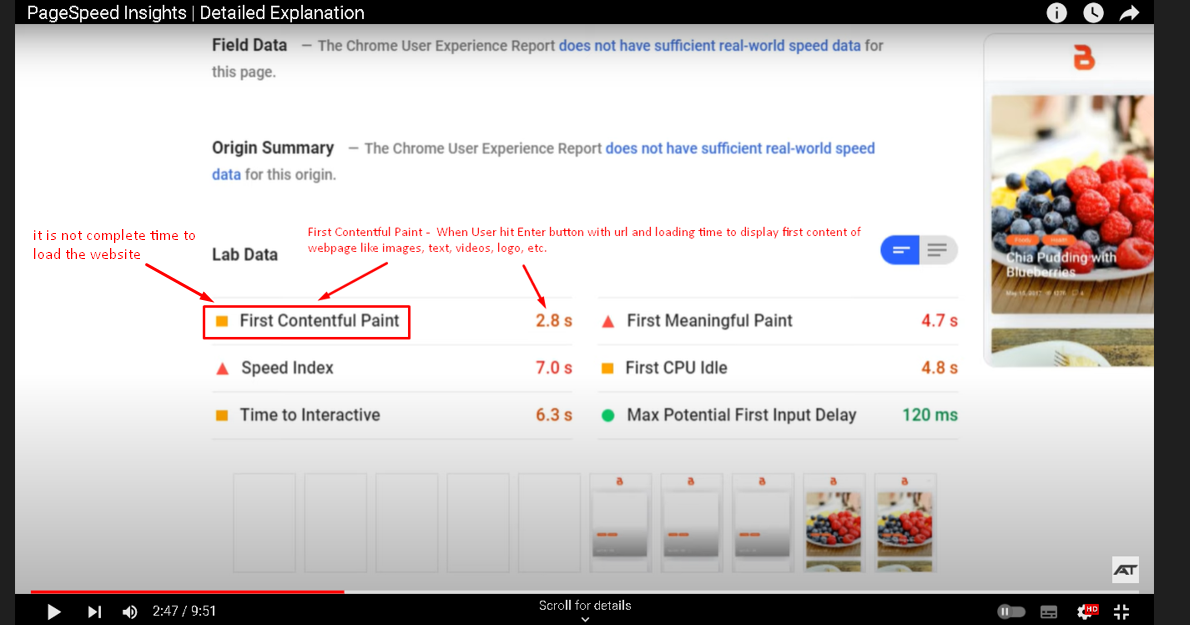 PageSpeed Insights | Detailed Explanation
Field Data — The Chrome User Experience Report does not have sufficient real-world speed data for
this page.
Origin Summary — The Chrome User Experience Report does not have sufficient real-world speed
data for this origin.
it is not complete time to
load the website
First Contentful Paint - When User hit Enter button with url and loading time to display first content of
webpage like images, text, videos, logo, etc.
Lab Data
First Contentful Paint 2.8 s
First Meaningful Paint 4.7 s
Speed Index 7.0 s
First CPU Idle 4.8 s
Time to Interactive 6.3 s
Max Potential First Input Delay 120 ms
Chia Pudding with
Blueberries
AT
2:47 / 9:51
Scroll for details
HD